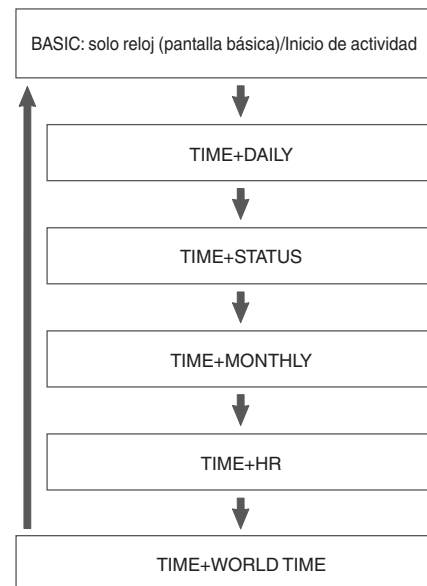 BASIC: solo reloj (pantalla básica)/Inicio de actividad
TIME+DAILY
TIME+STATUS
TIME+MONTHLY
TIME+HR
TIME+WORLD TIME